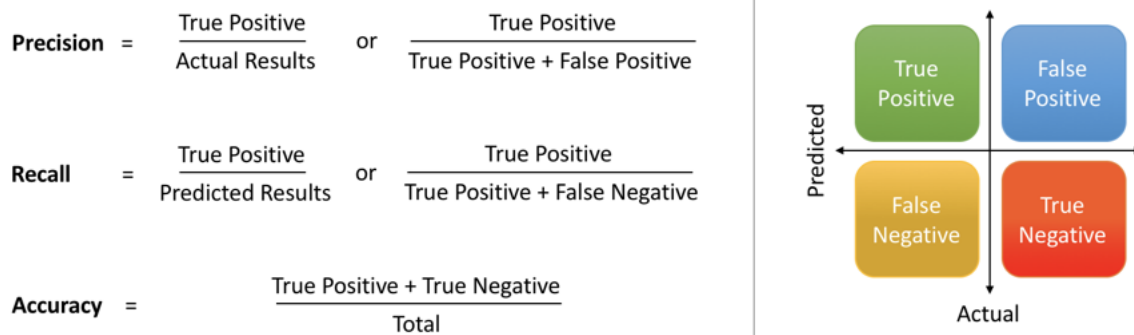 Precision = True Positive / Actual Results or True Positive / True Positive + False Positive
Recall = True Positive / Predicted Results or True Positive / True Positive + False Negative
Accuracy = True Positive + True Negative / Total
Predicted
True
Positive
False
Positive
False
Negative
True
Negative
Actual